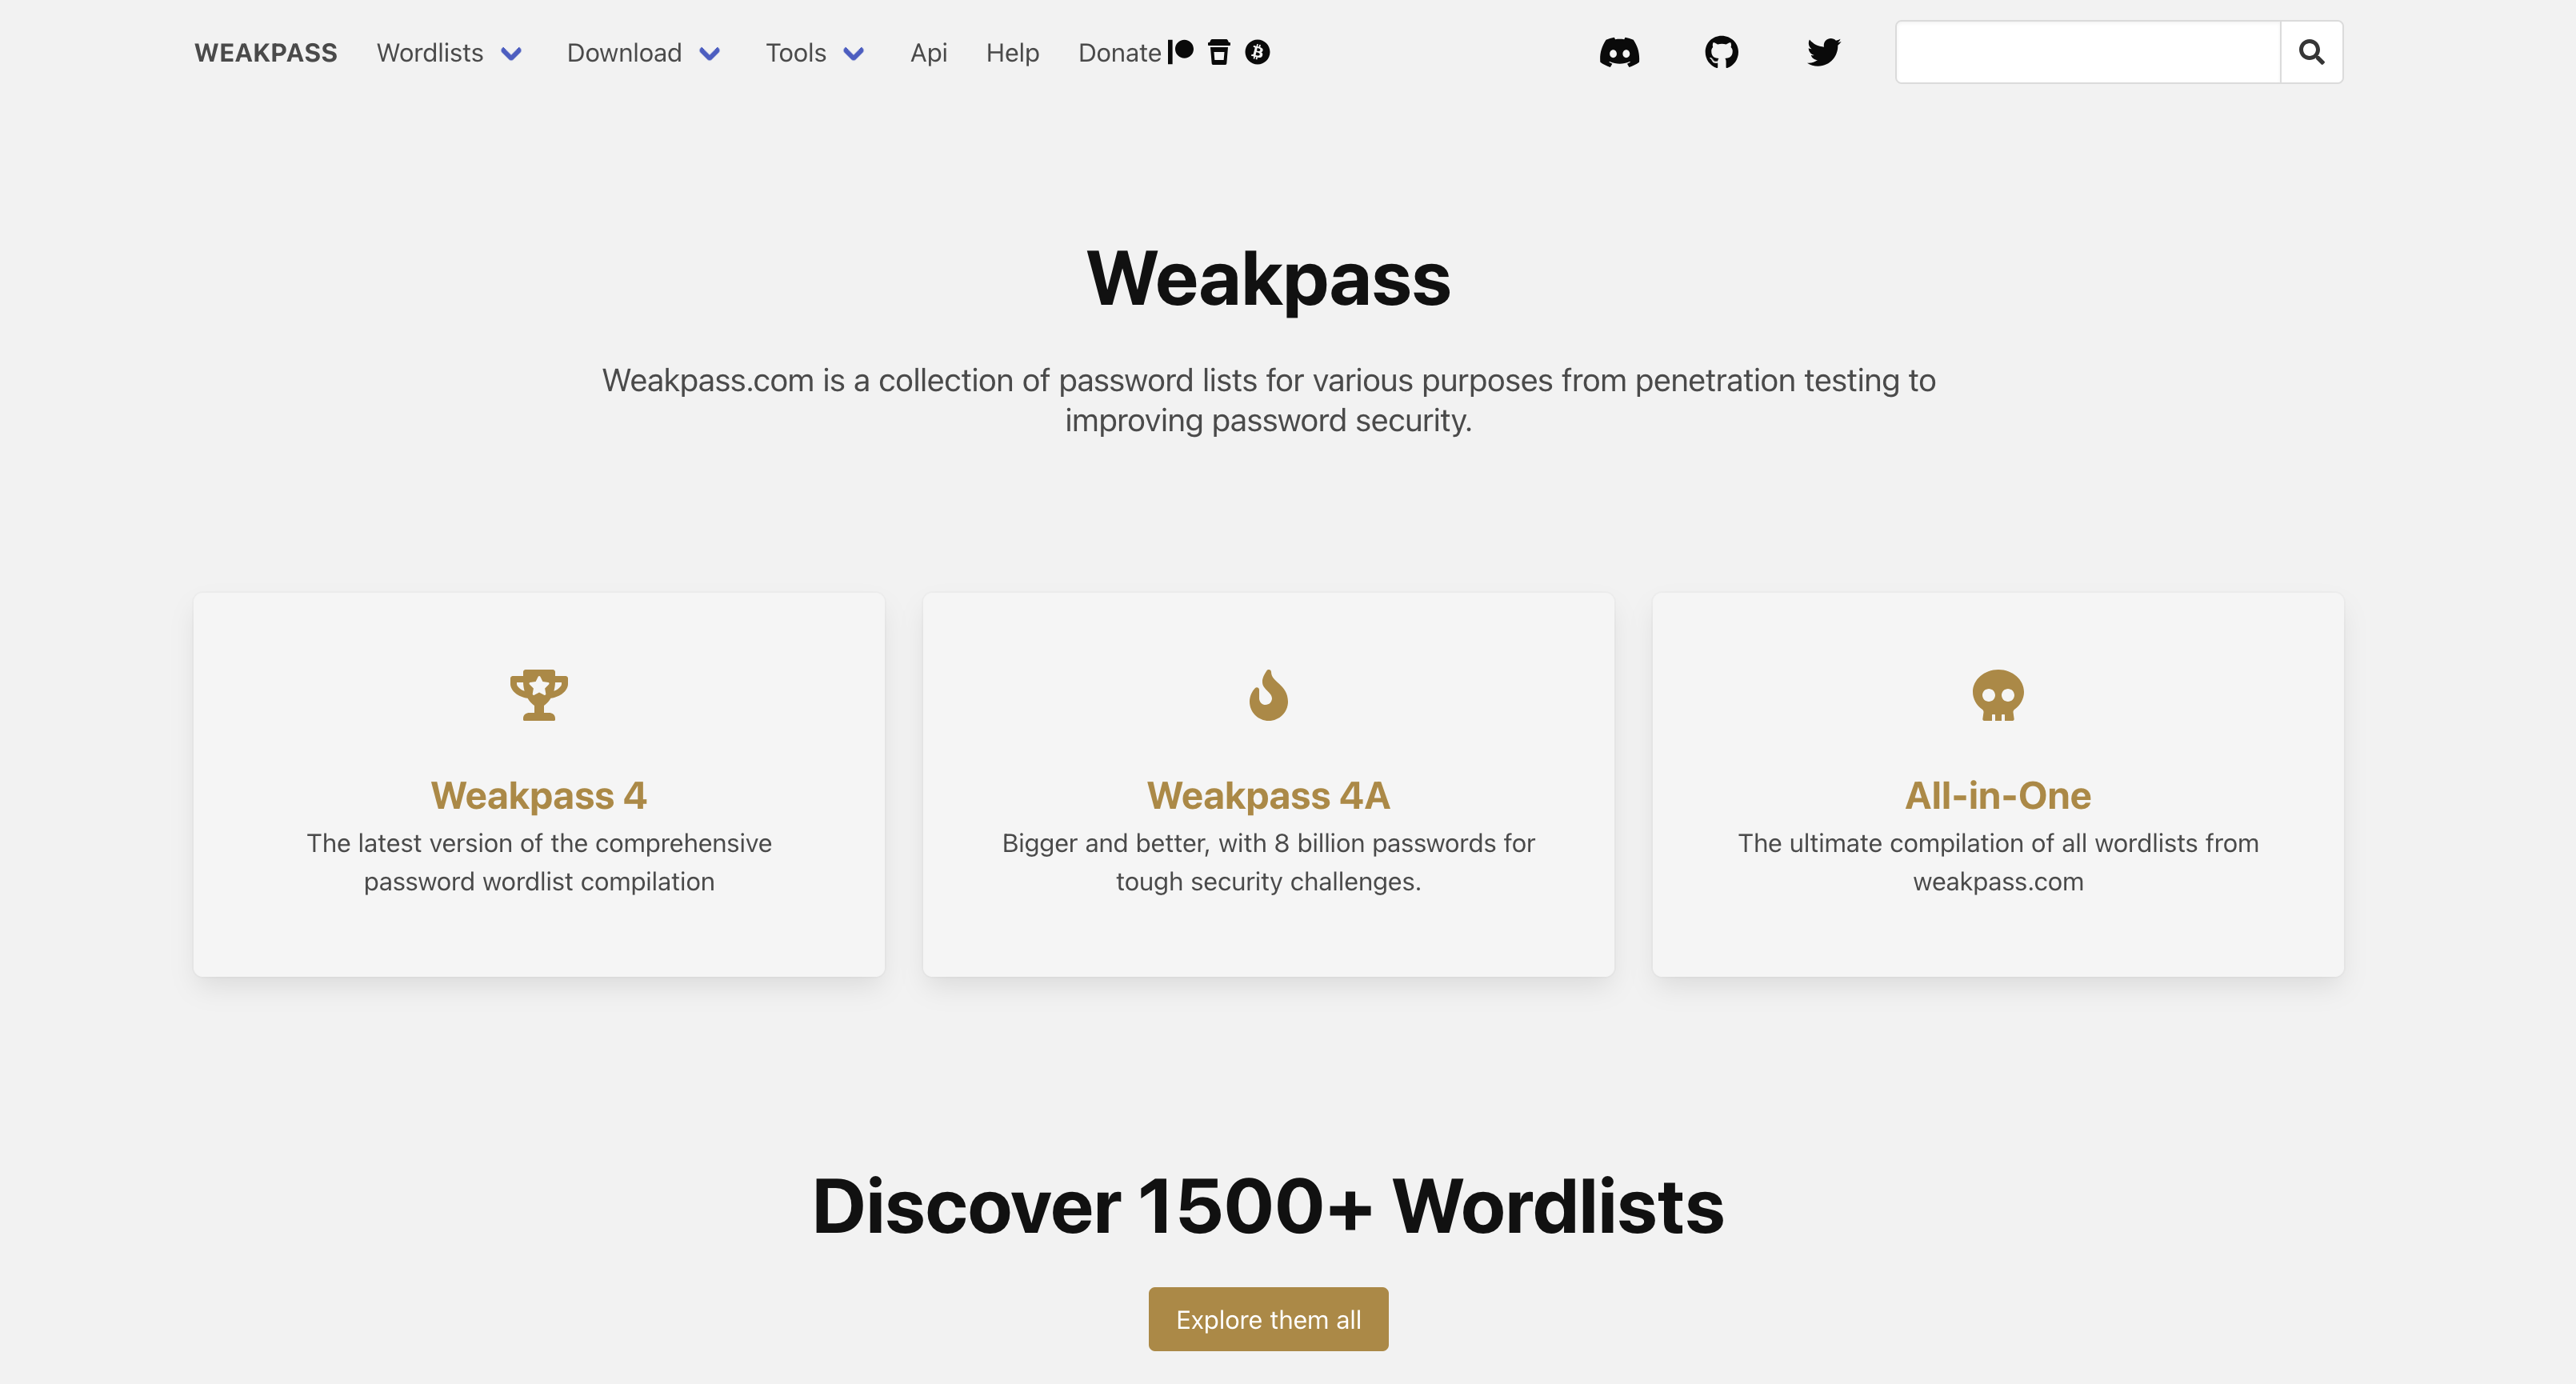 WEAKPASS Wordlists Download Tools Api Help Donate
Weakpass
Weakpass.com is a collection of password lists for various purposes from penetration testing to
improving password security.
Weakpass 4
The latest version of the comprehensive
password wordlist compilation
Weakpass 4A
Bigger and better, with 8 billion passwords for
tough security challenges.
All-in-One
The ultimate compilation of all wordlists from
weakpass.com
Discover 1500+ Wordlists
Explore them all